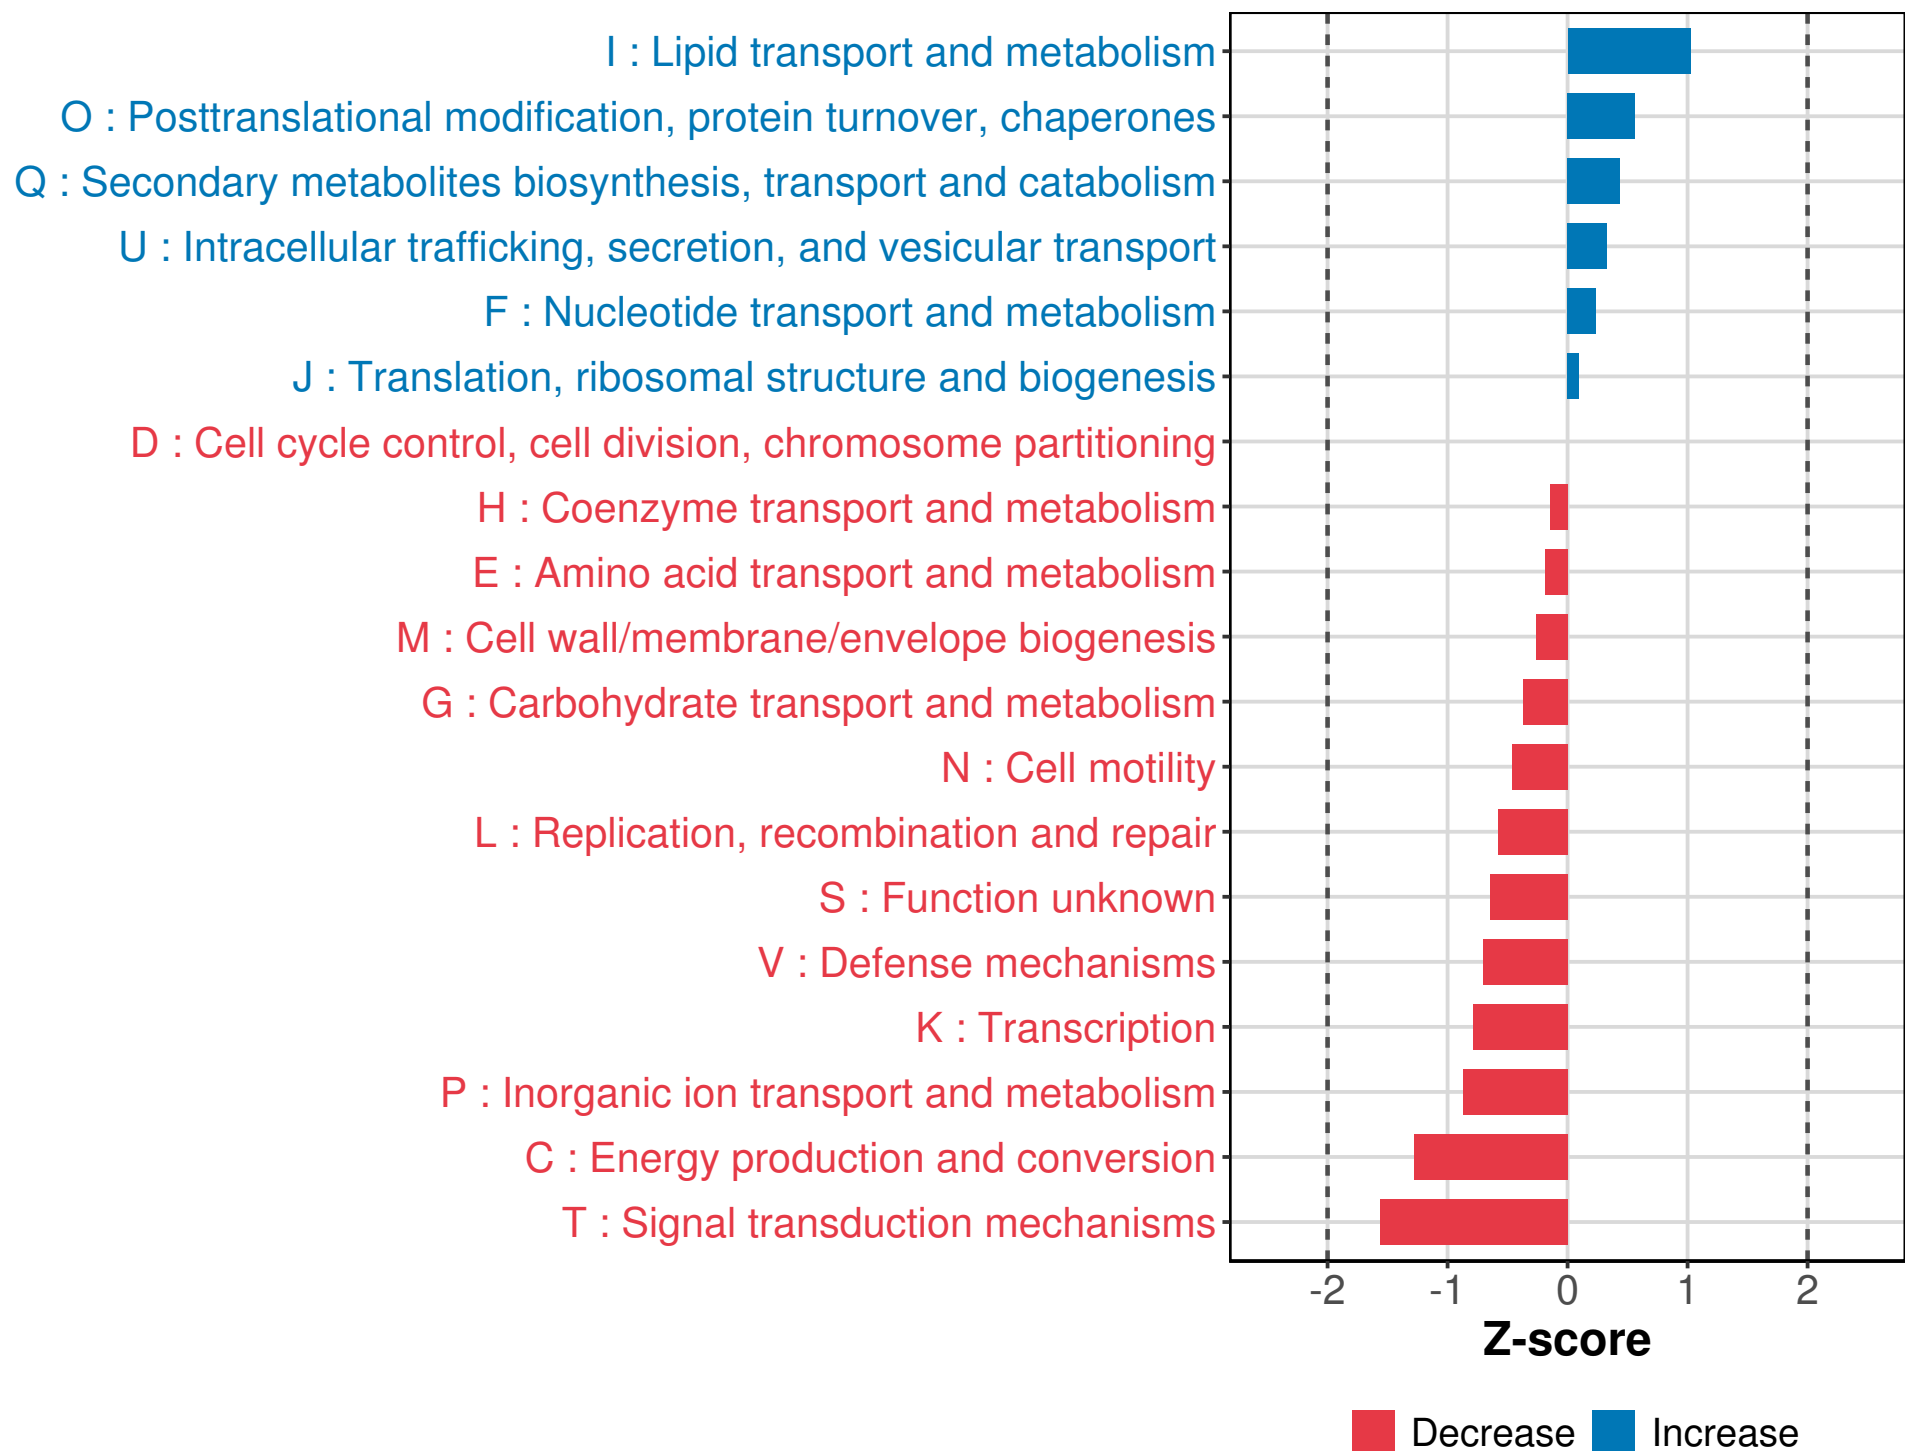 I : Lipid transport and metabolism
O : Posttranslational modification, protein turnover, chaperones
Q : Secondary metabolites biosynthesis, transport and catabolism
U : Intracellular trafficking, secretion, and vesicular transport
F : Nucleotide transport and metabolism
J : Translation, ribosomal structure and biogenesis
D : Cell cycle control, cell division, chromosome partitioning
H : Coenzyme transport and metabolism
E : Amino acid transport and metabolism
M : Cell wall/membrane/envelope biogenesis
G : Carbohydrate transport and metabolism
N : Cell motility
L : Replication, recombination and repair
S : Function unknown
V : Defense mechanisms
K : Transcription
P : Inorganic ion transport and metabolism
C : Energy production and conversion
T : Signal transduction mechanisms
-2 -1 0 1 2
Z-score
Decrease Increase